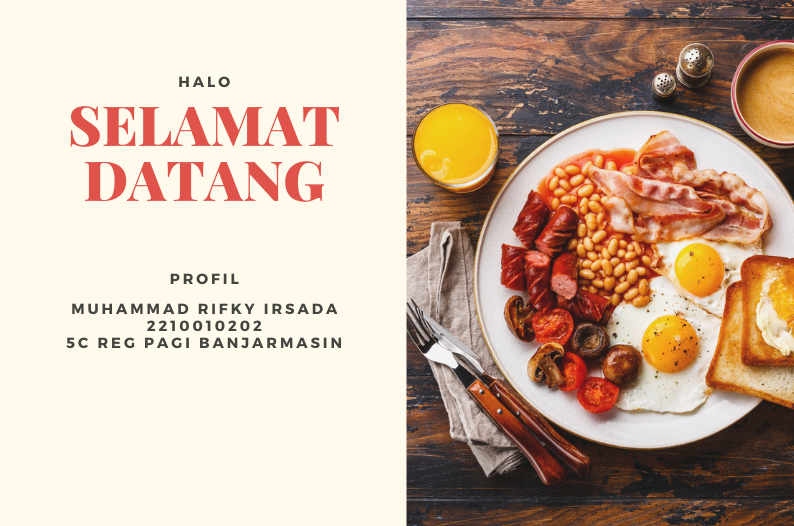 HALO
SELAMAT
DATANG
PROFIL
MUHAMMAD RIFKY IRSADA
2210010202
5C REG PAGI BANJARMASIN